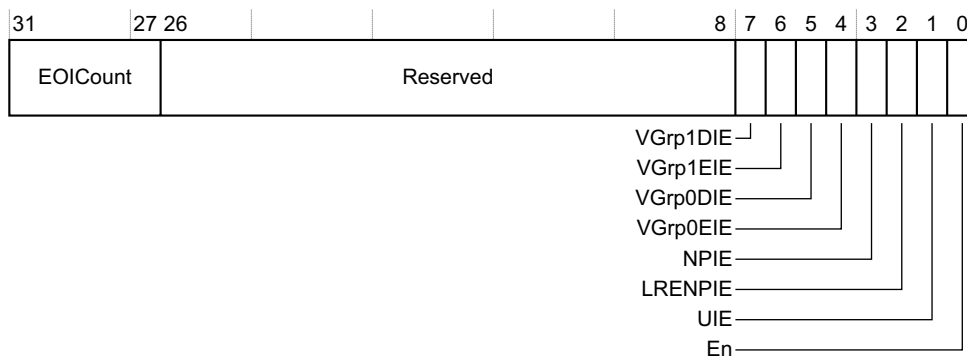 31 27 26 8 7 6 5 4 3 2 1 0
EOICount Reserved
VGrp1DIE
VGrp1EIE
VGrp0DIE
VGrp0EIE
NPIE
LRENPIE
UIE
En